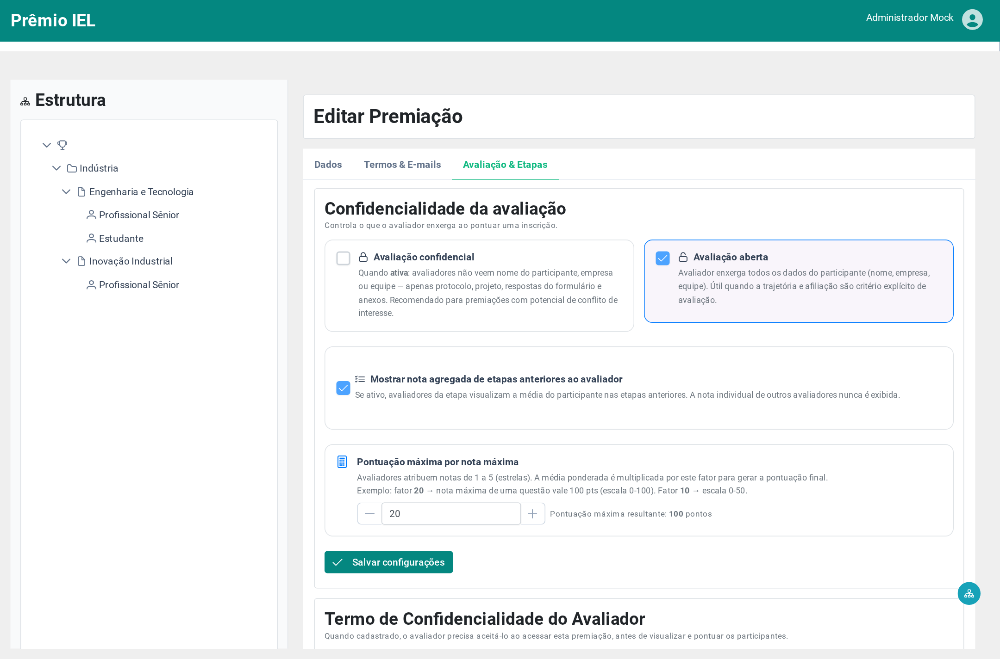 Prêmio IEL
Administrador Mock
Estrutura
Indústria
Engenharia e Tecnologia
Profissional Sênior
Estudante
Inovação Industrial
Profissional Sênior
Editar Premiação
Dados
Termos & E-mails
Avaliação & Etapas
Confidencialidade da avaliação
Controla o que o avaliador enxerga ao pontuar uma inscrição.
Avaliação confidencial
Quando ativa: avaliadores não veem nome do participante, empresa
ou equipe — apenas protocolo, projeto, respostas do formulário e
anexos. Recomendado para premiações com potencial de conflito de
interesse.
Avaliação aberta
Avaliador enxerga todos os dados do participante (nome, empresa,
equipe). Útil quando a trajetória e afiliação são critério explícito de
avaliação.
Mostrar nota agregada de etapas anteriores ao avaliador
Se ativo, avaliadores da etapa visualizam a média do participante nas etapas anteriores. A nota individual de outros avaliadores nunca é exibida.
Pontuação máxima por nota máxima
Avaliadores atribuem notas de 1 a 5 (estrelas). A média ponderada é multiplicada por este fator para gerar a pontuação final.
Exemplo: fator 20 → nota máxima de uma questão vale 100 pts (escala 0-100). Fator 10 → escala 0-50.
20
Pontuação máxima resultante: 100 pontos
Salvar configurações
Termo de Confidencialidade do Avaliador
Quando cadastrado, o avaliador precisa aceitá-lo ao acessar esta premiação, antes de visualizar e pontuar os participantes.